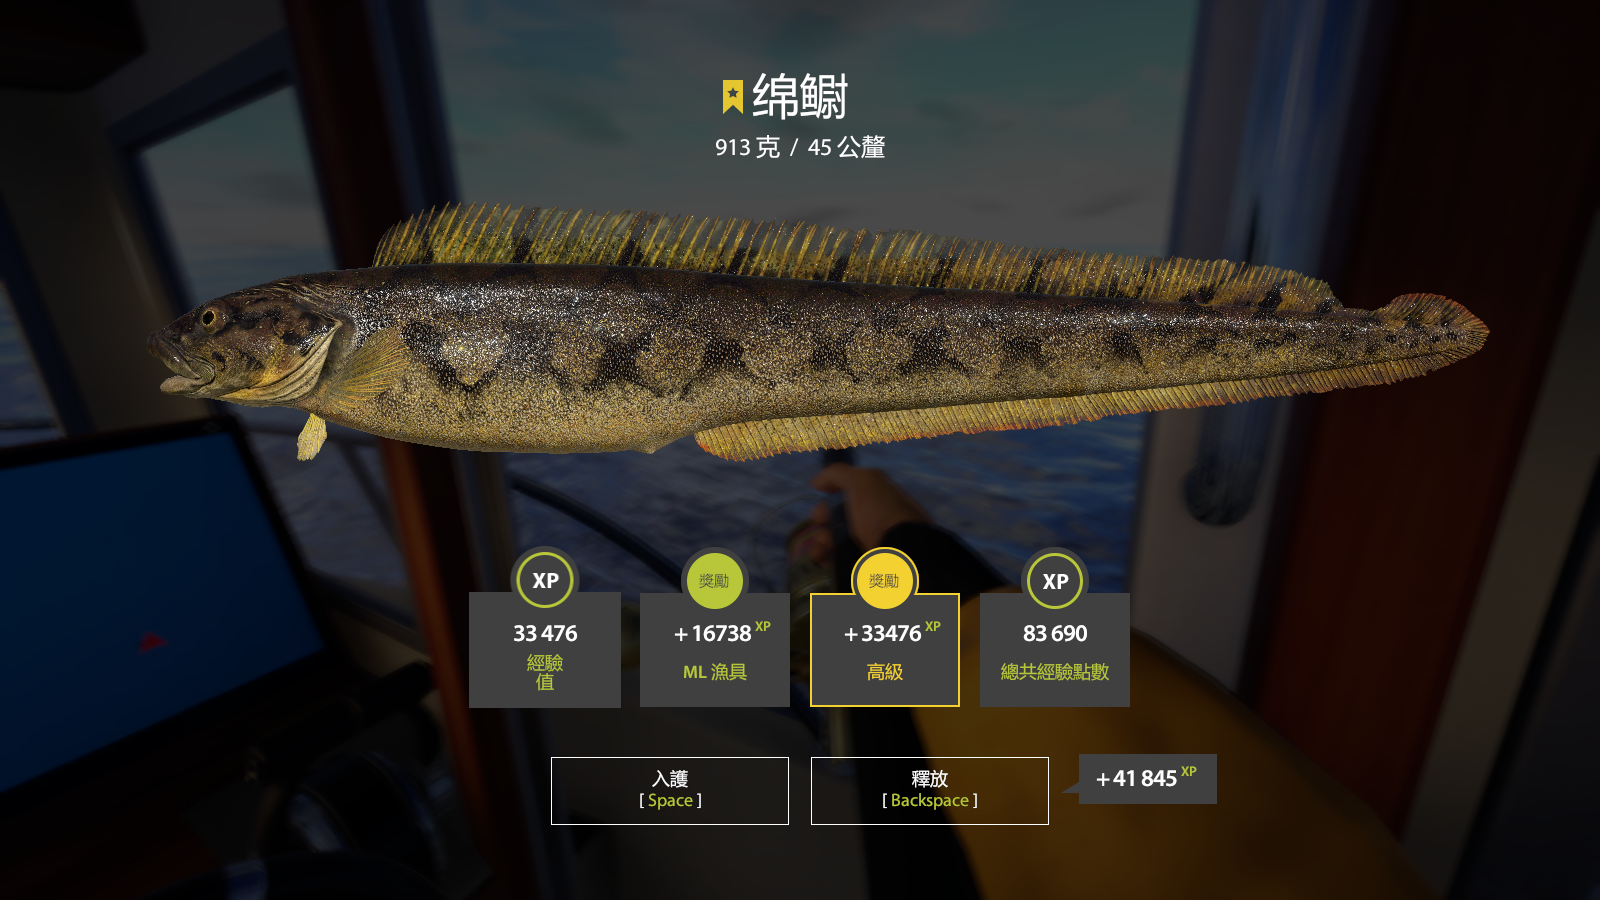 绵鳚
913 克 / 45 公釐
XP
33 476
經驗
值
獎勵
+ 16738 XP
ML 漁具
獎勵
+ 33476 XP
高級
XP
83 690
總共經驗點數
入護
[ Space ]
釋放
[ Backspace ]
+ 41 845 XP